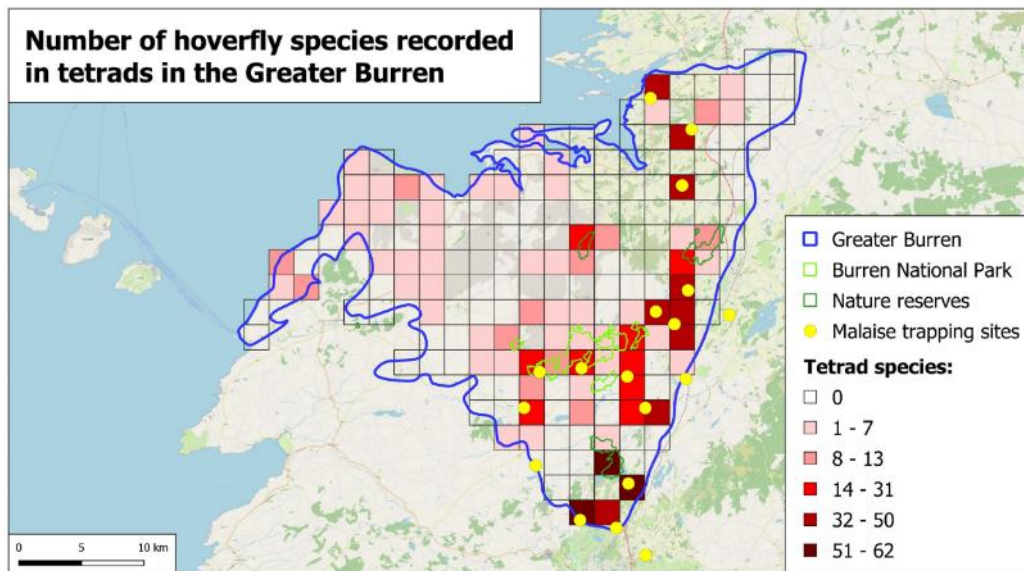 Number of hoverfly species recorded
in tetrads in the Greater Burren
Greater Burren
Burren National Park
Nature reserves
Malaise trapping sites
Tetrad species:
0
1 - 7
8 - 13
14 - 31
32 - 50
51 - 62
0 5 10 km